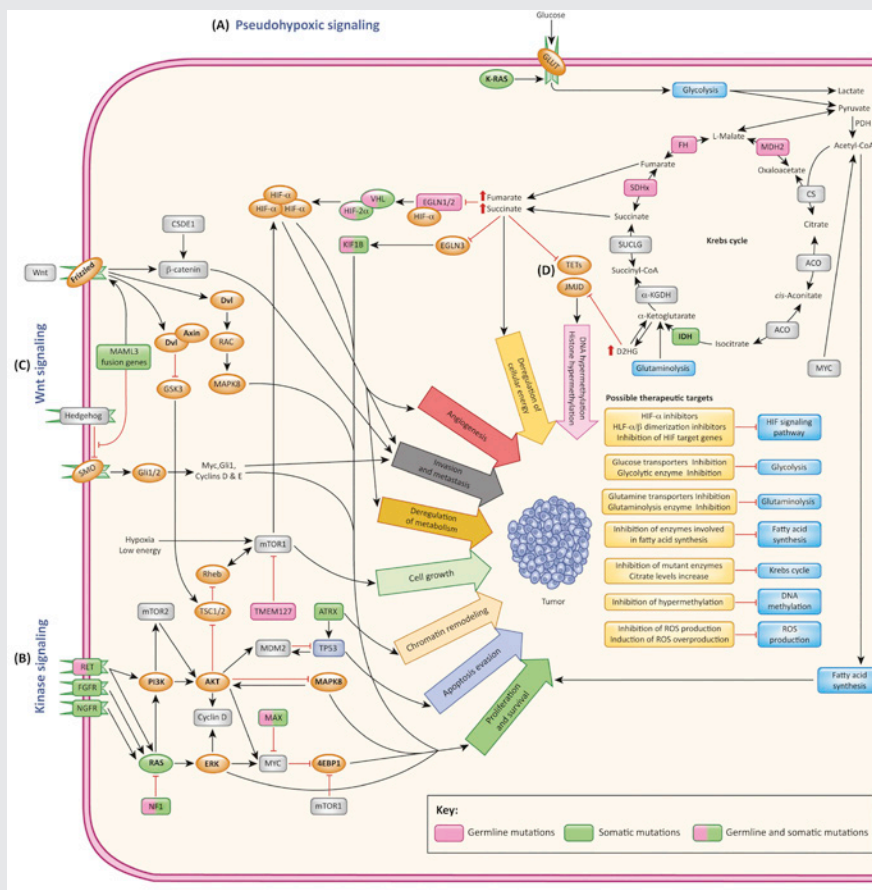 (A) Pseudohypoxic signaling
Glucose
GLUT
K-RAS
Glycolysis
Lactate
Pyruvate
PDH
Acetyl-CoA
L-Malate
FH
MDH2
Fumarate
Oxaloacetate
SDHx
CS
Citrate
Succinate
SUCLG
Krebs cycle
ACO
Succinyl-CoA
cis-Aconitate
α-KGDH
α-Ketoglutarate
IDH
Isocitrate
ACO
D2HG
Glutaminolysis
MYC
HIF-α
HIF-α
HIF-α
VHL
HIF-2α
EGLN1/2
HIF-α
Fumarate
Succinate
KIF1B
EGLN3
(D)
TETs
JMJD
CSDE1
Wnt
Frizzled
β-catenin
Dvl
Dvl
Axin
RAC
MAPK8
(C) Wnt signaling
MAML3
fusion genes
GSK3
Hedgehog
SMO
Gli1/2
Myc,Gli1,
Cyclins D & E
Deregulation of
cellular energy
DNA hypermethylation
Histone hypermethylation
Angiogenesis
Invasion
and metastasis
Deregulation
of metabolism
Cell growth
Chromatin remodeling
Apoptosis evasion
Proliferation
and survival
Tumor
Possible therapeutic targets
HIF-α inhibitors
HLF-α/β dimerization inhibitors
Inhibition of HIF target genes
HIF signaling
pathway
Glucose transporters Inhibition
Glycolytic enzyme Inhibition
Glycolysis
Glutamine transporters Inhibition
Glutaminolysis enzyme Inhibition
Glutaminolysis
Inhibition of enzymes involved
in fatty acid synthesis
Fatty acid
synthesis
Inhibition of mutant enzymes
Citrate levels increase
Krebs cycle
Inhibition of hypermethylation
DNA
methylation
Inhibition of ROS production
Induction of ROS overproduction
ROS
production
Fatty acid
synthesis
Hypoxia
Low energy
mTOR1
Rheb
TSC1/2
TMEM127
ATRX
mTOR2
MDM2
TP53
(B) Kinase signaling
RET
FGFR
NGFR
PI3K
AKT
MAPK8
Cyclin D
MAX
RAS
ERK
MYC
4EBP1
NF1
mTOR1
Key:
Germline mutations
Somatic mutations
Germline and somatic mutations